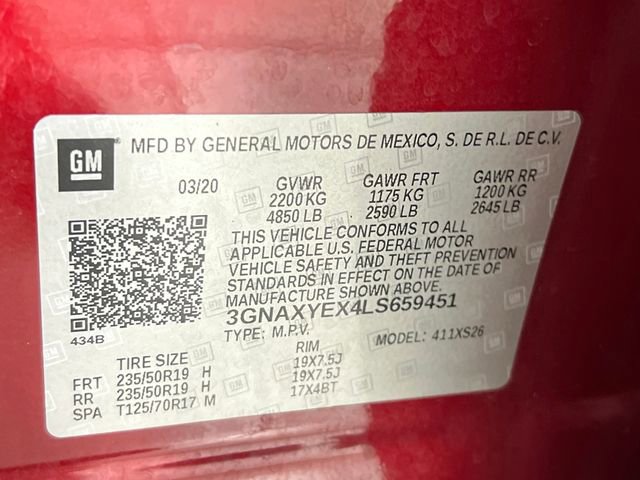 GM
MFD BY GENERAL MOTORS DE MEXICO, S. DE R.L. DE C.V.
03/20 GVWR GAWR FRT GAWR RR
2200 KG 1175 KG 1200 KG
4850 LB 2590 LB 2645 LB
THIS VEHICLE CONFORMS TO ALL
APPLICABLE U.S. FEDERAL MOTOR
VEHICLE SAFETY AND THEFT PREVENTION
STANDARDS IN EFFECT ON THE DATE OF
MANUFACTURE SHOWN ABOVE.
3GNAXYEX4LS659451
434B TYPE: M.P.V. MODEL: 411XS26
TIRE SIZE RIM
FRT 235/50R19 H 19X7.5J
RR 235/50R19 H 19X7.5J
SPA T125/70R17 M 17X4BT